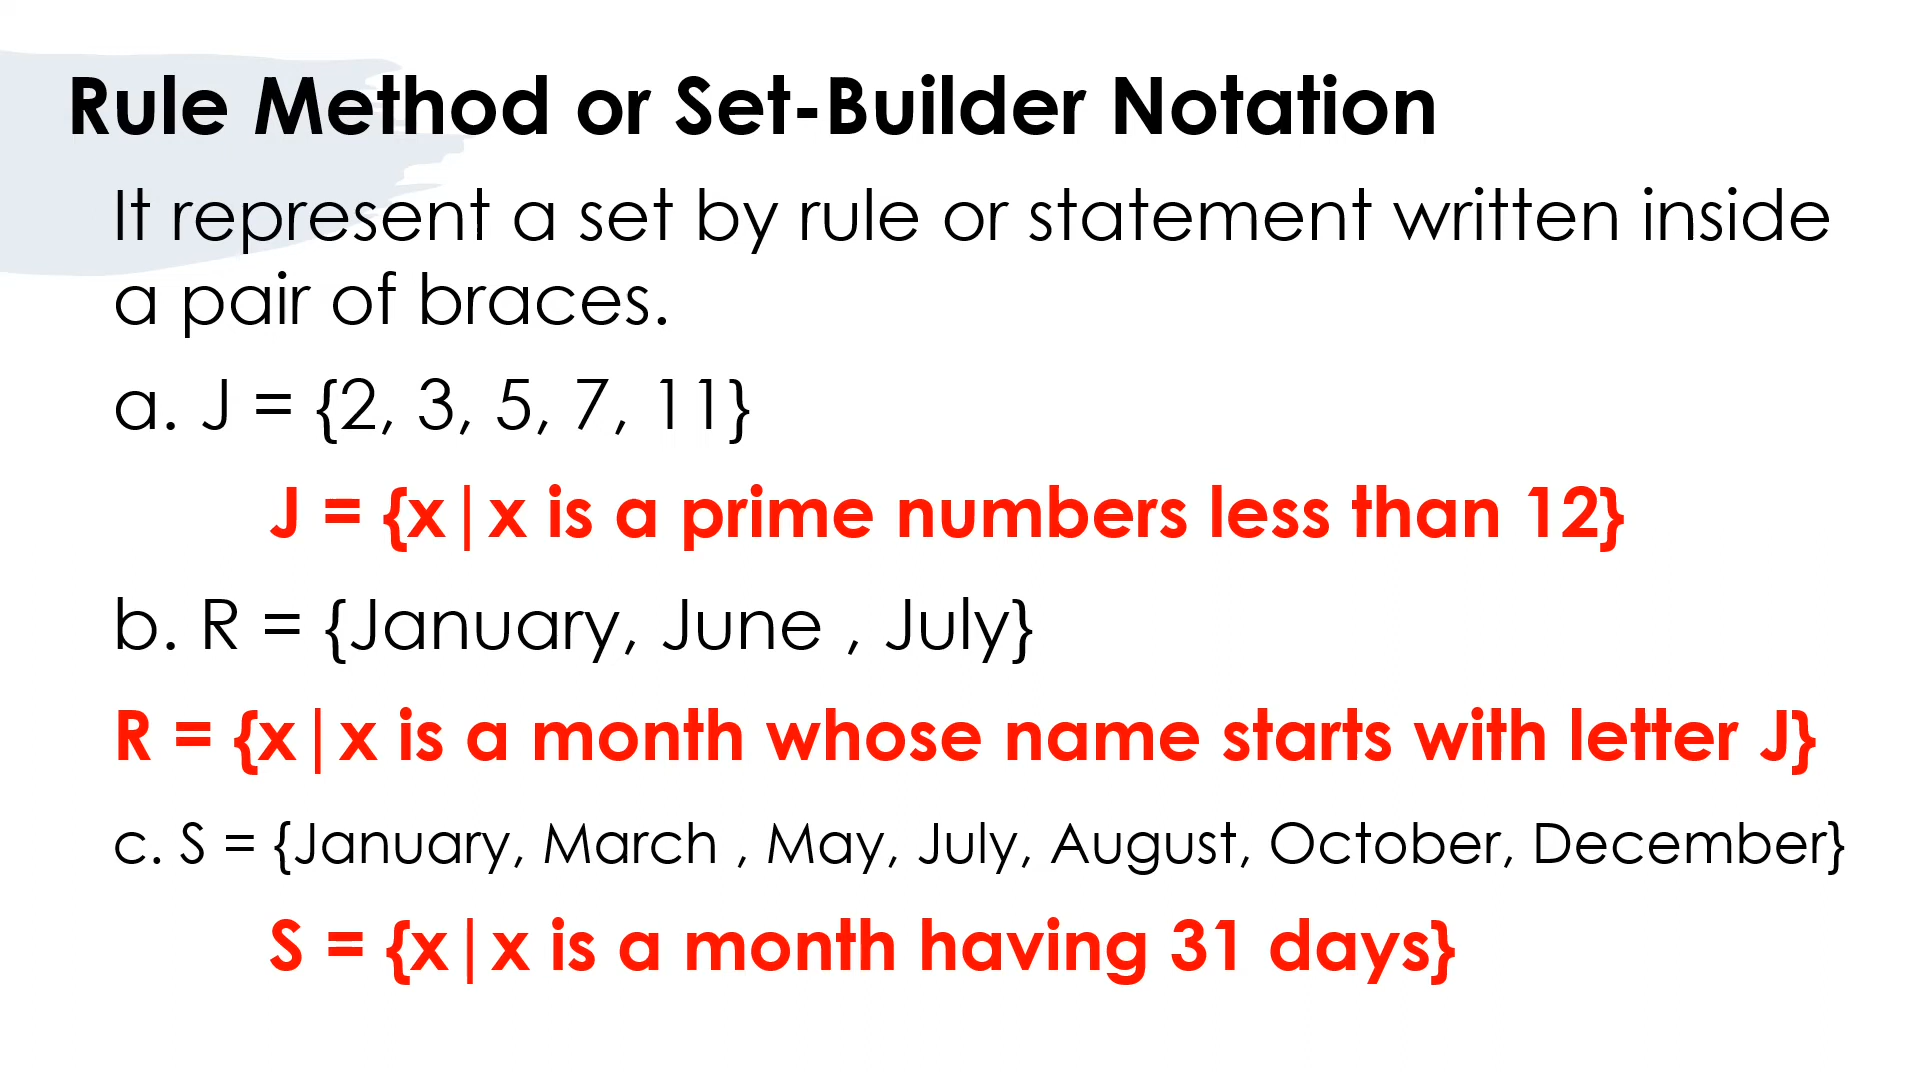 Rule Method or Set-Builder Notation
It represent a set by rule or statement written inside
a pair of braces.
a. J = {2, 3, 5, 7, 11}
J = {x|x is a prime numbers less than 12}
b. R = {January, June , July}
R = {x|x is a month whose name starts with letter J}
c. S = {January, March , May, July, August, October, December}
S = {x|x is a month having 31 days}